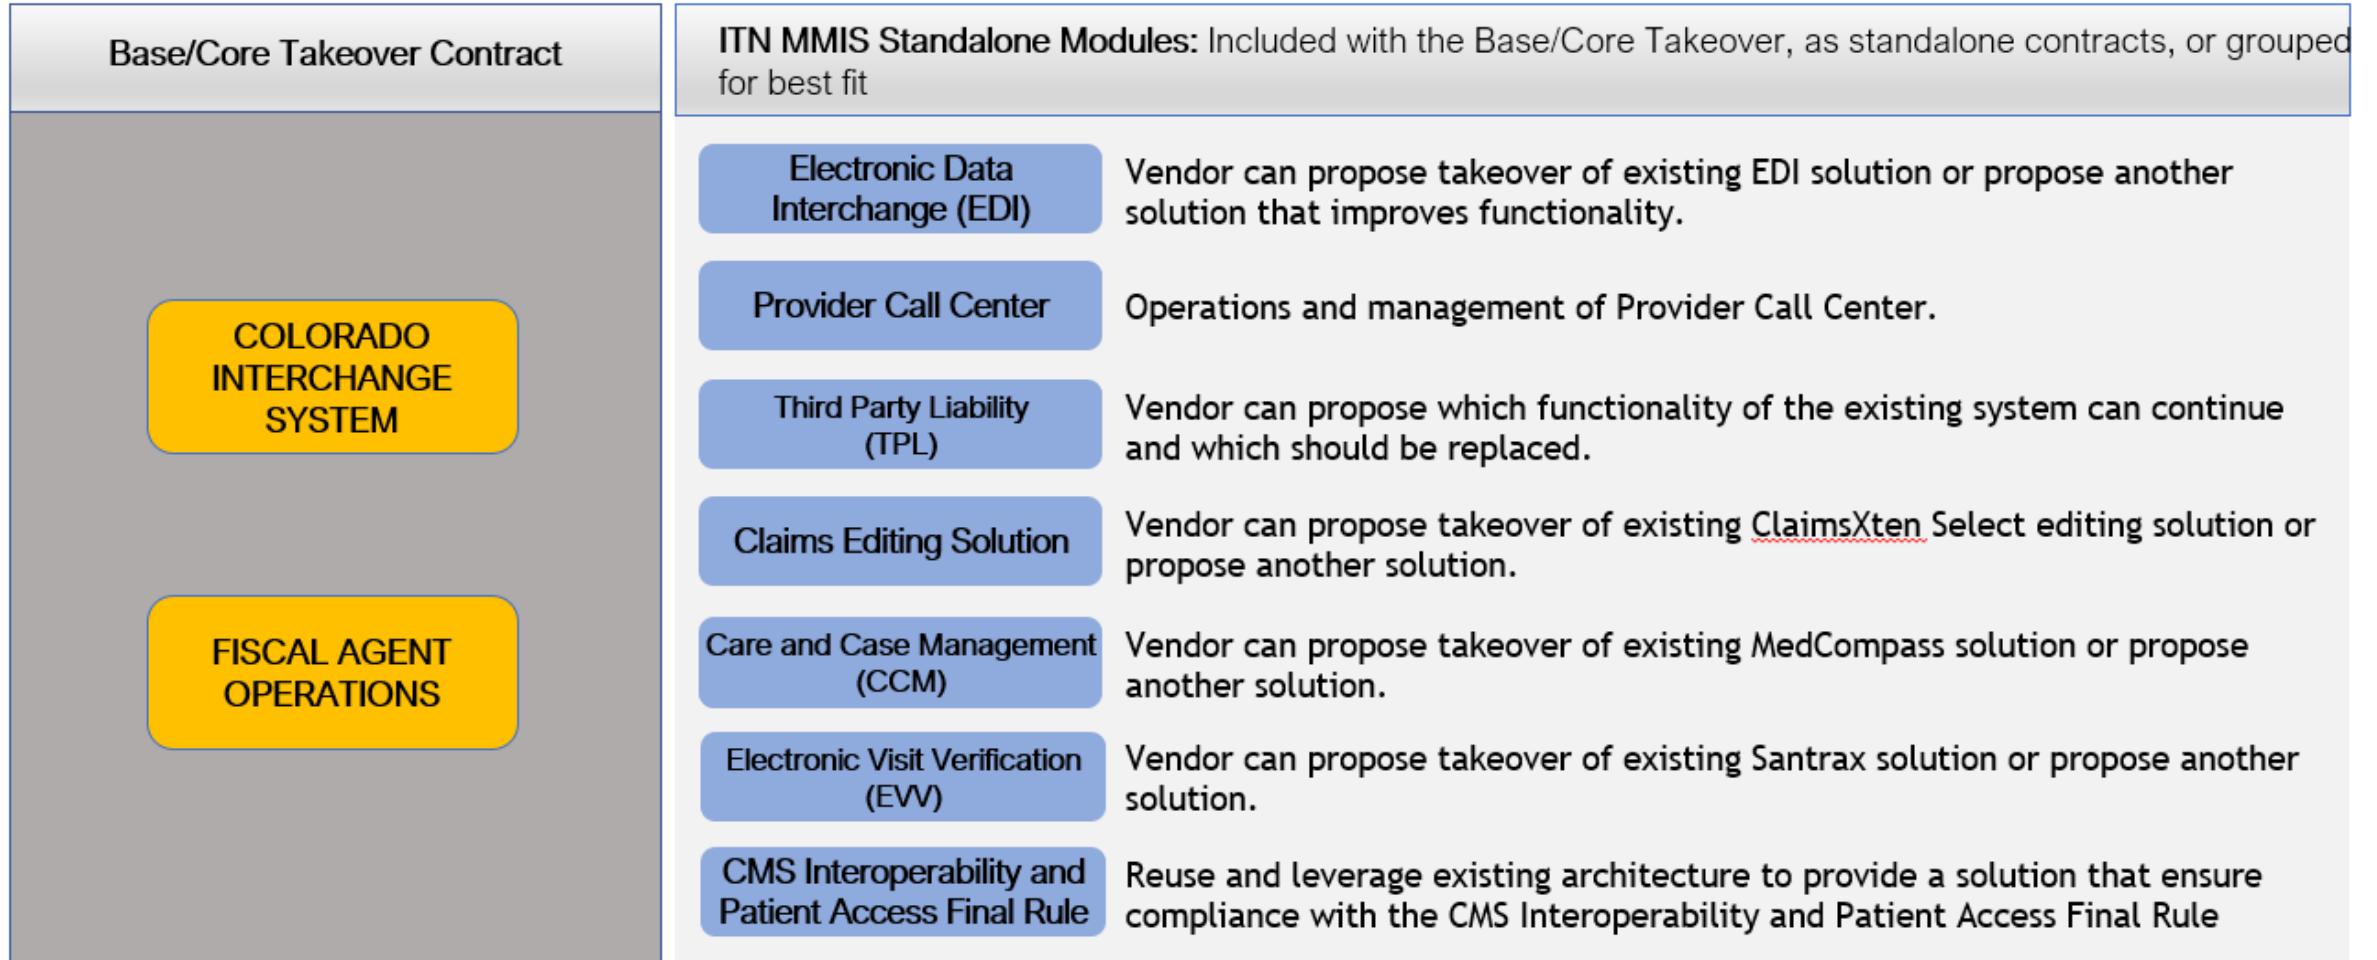 Base/Core Takeover Contract
COLORADO
INTERCHANGE
SYSTEM
FISCAL AGENT
OPERATIONS
ITN MMIS Standalone Modules: Included with the Base/Core Takeover, as standalone contracts, or grouped
for best fit
Electronic Data
Interchange (EDI)
Vendor can propose takeover of existing EDI solution or propose another
solution that improves functionality.
Provider Call Center
Operations and management of Provider Call Center.
Third Party Liability
(TPL)
Vendor can propose which functionality of the existing system can continue
and which should be replaced.
Claims Editing Solution
Vendor can propose takeover of existing ClaimsXten Select editing solution or
propose another solution.
Care and Case Management
(CCM)
Vendor can propose takeover of existing MedCompass solution or propose
another solution.
Electronic Visit Verification
(EVV)
Vendor can propose takeover of existing Santrax solution or propose another
solution.
CMS Interoperability and
Patient Access Final Rule
Reuse and leverage existing architecture to provide a solution that ensure
compliance with the CMS Interoperability and Patient Access Final Rule